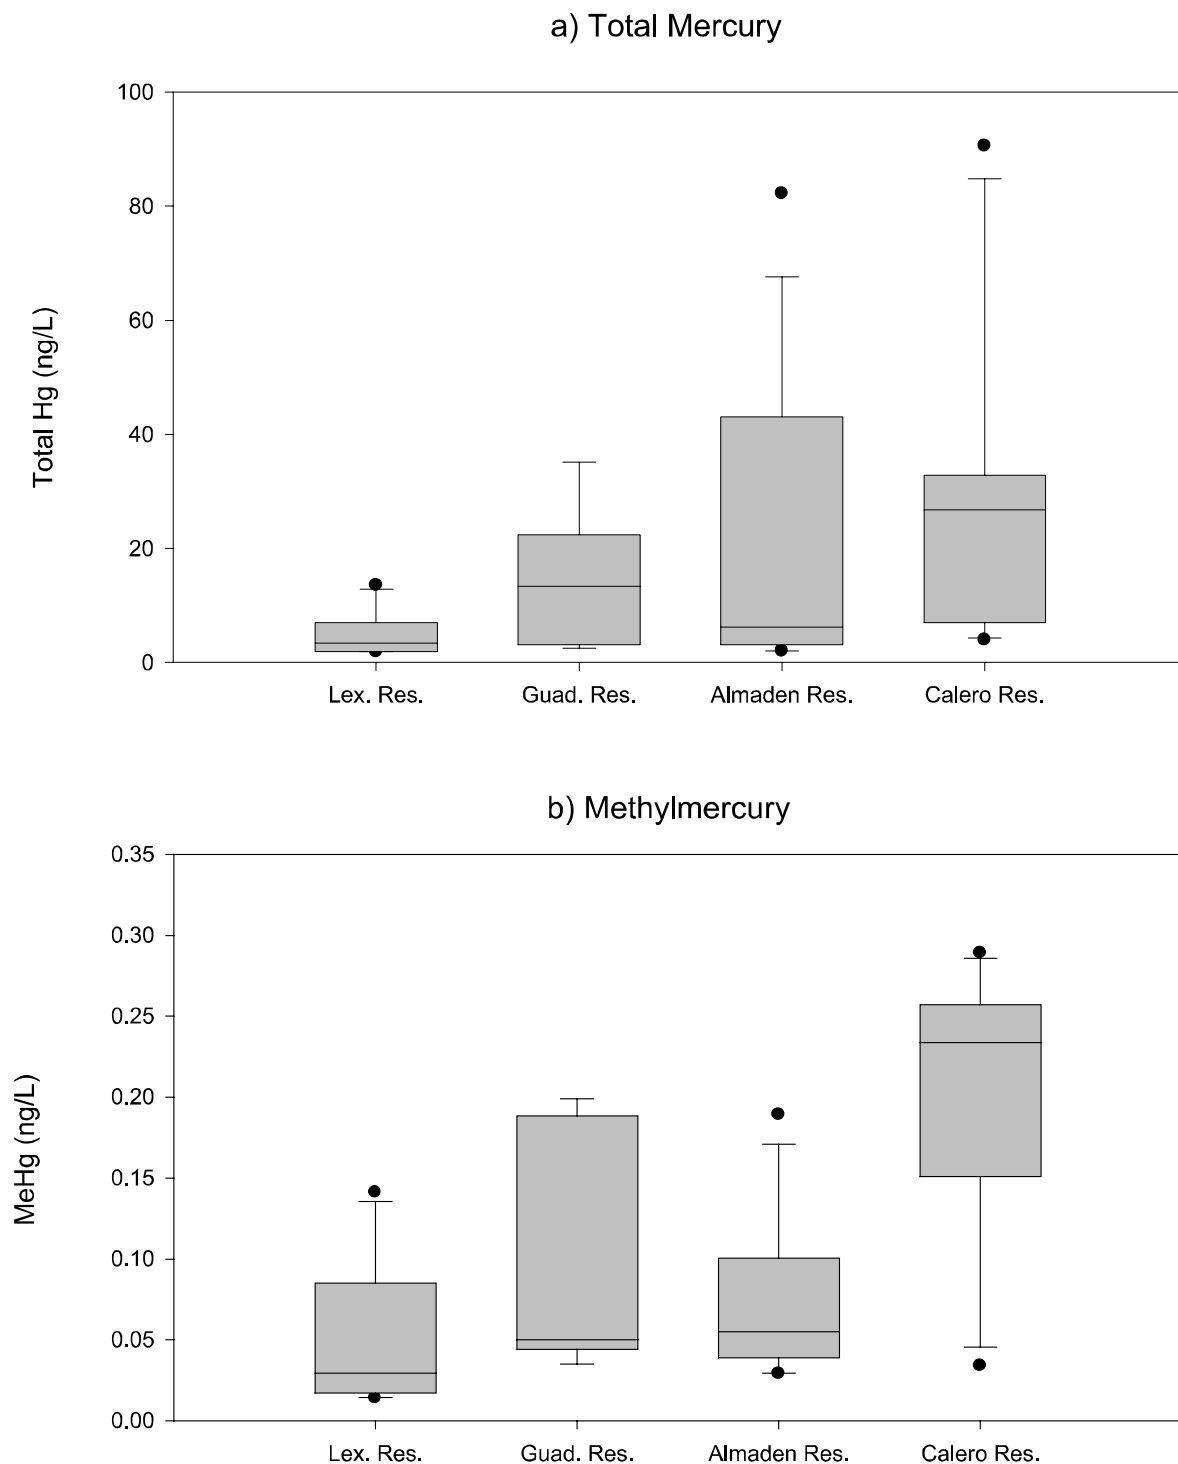 a) Total Mercury
100
80
60
40
20
0
Total Hg (ng/L)
Lex. Res. Guad. Res. Almaden Res. Calero Res.
b) Methylmercury
0.35
0.30
0.25
0.20
0.15
0.10
0.05
0.00
MeHg (ng/L)
Lex. Res. Guad. Res. Almaden Res. Calero Res.